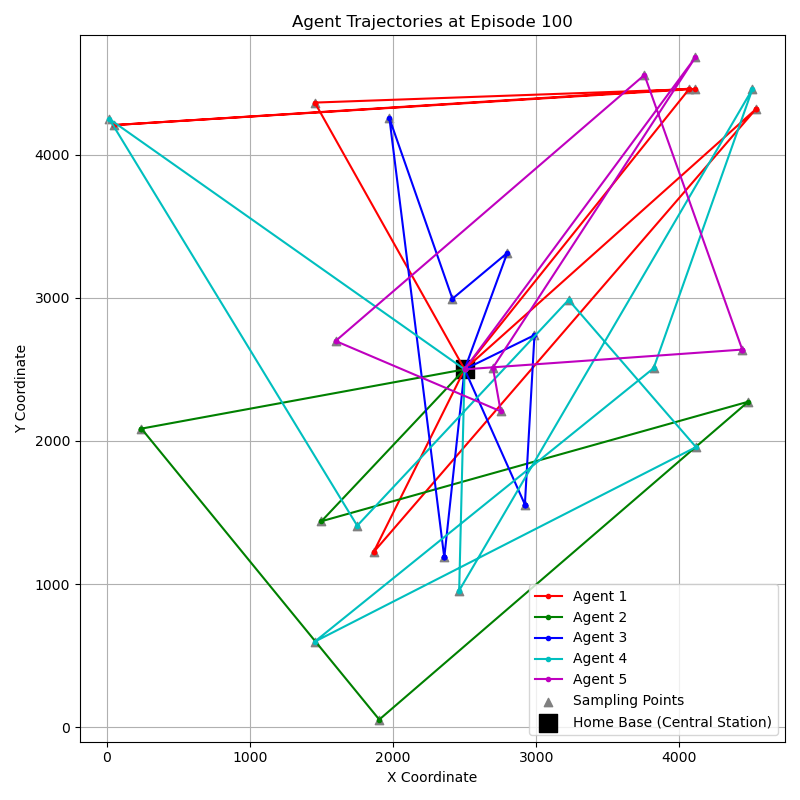 Agent Trajectories at Episode 100
Y Coordinate
4000
3000
2000
1000
0
0 1000 2000 3000 4000
X Coordinate
Agent 1
Agent 2
Agent 3
Agent 4
Agent 5
Sampling Points
Home Base (Central Station)